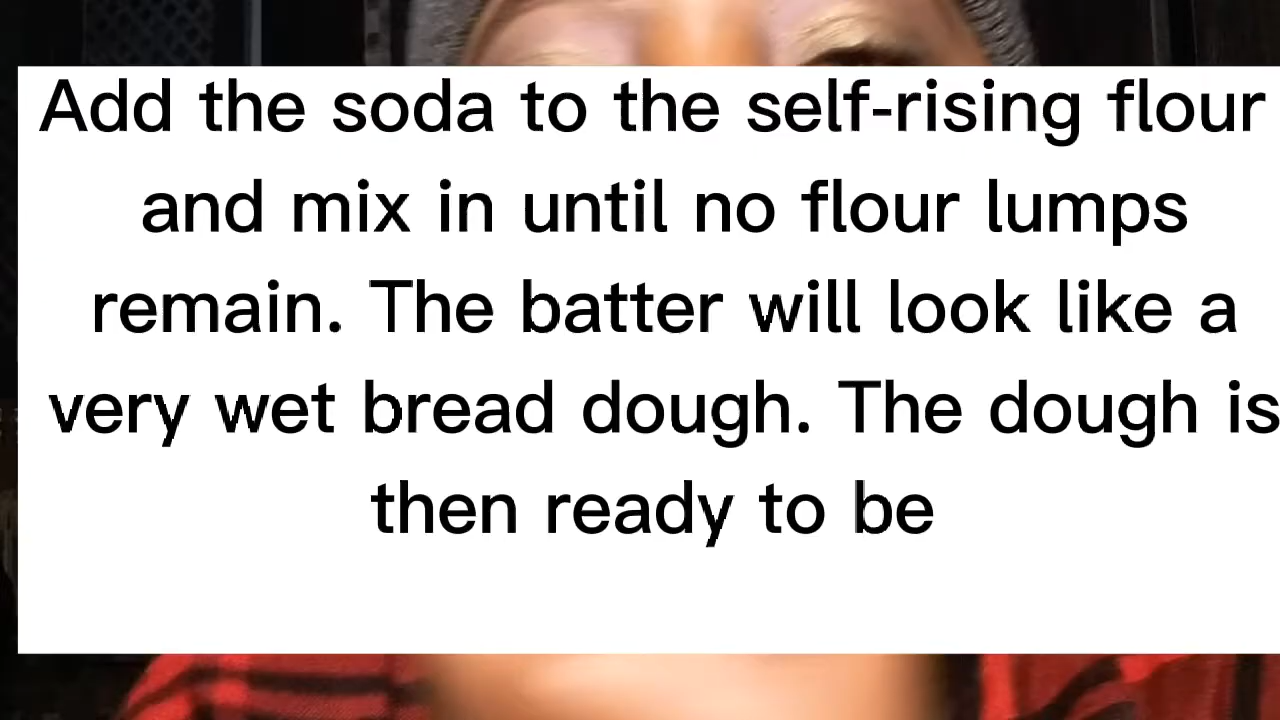 Add the soda to the self-rising flour
and mix in until no flour lumps
remain. The batter will look like a
very wet bread dough. The dough is
then ready to be